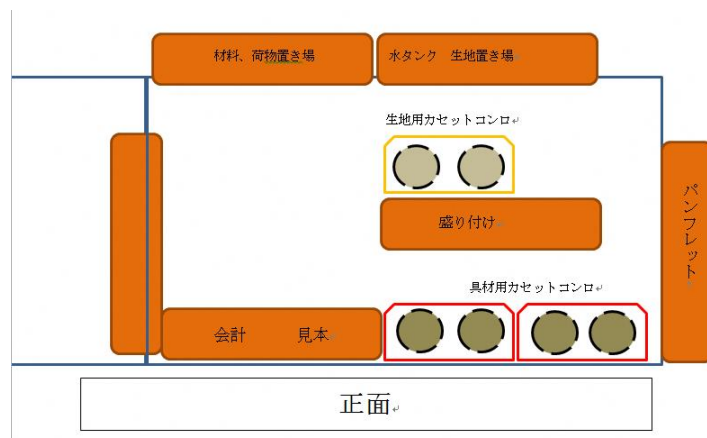 材料、荷物置き場
水タンク　生地置き場
生地用カセットコンロ
盛り付け
パンフレット
具材用カセットコンロ
会計　　　見本
正面